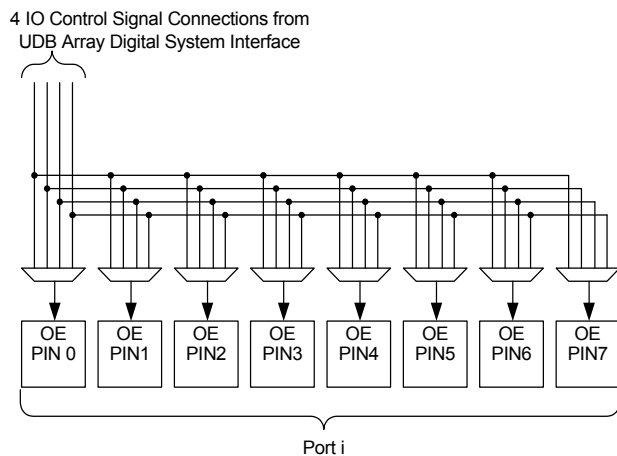 4 IO Control Signal Connections from
UDB Array Digital System Interface
OE
PIN 0
OE
PIN1
OE
PIN2
OE
PIN3
OE
PIN4
OE
PIN5
OE
PIN6
OE
PIN7
Port i